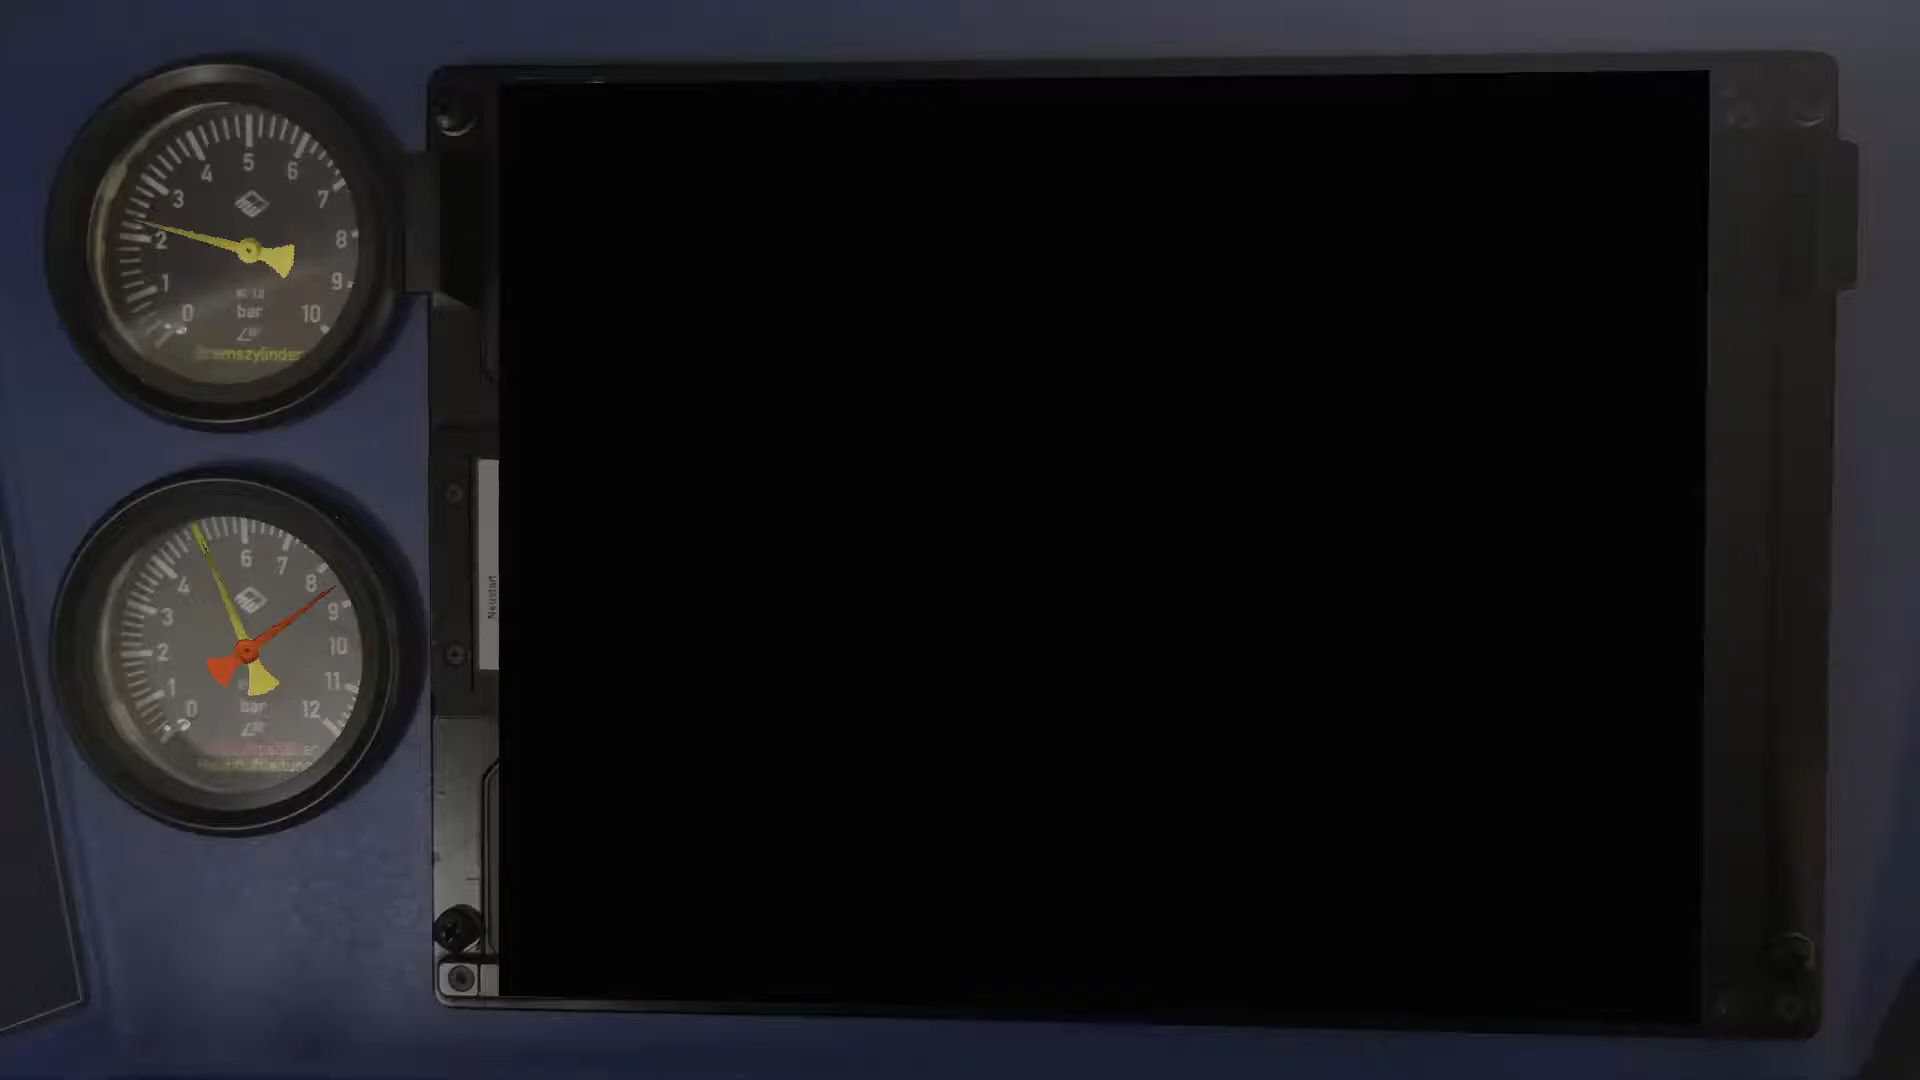 0 1 2 3 4 5 6 7 8 9 10
bar
Bremszylinder
0 1 2 3 4 6 7 8 9 10 11 12
bar
Hauptluftleitung
Neustart